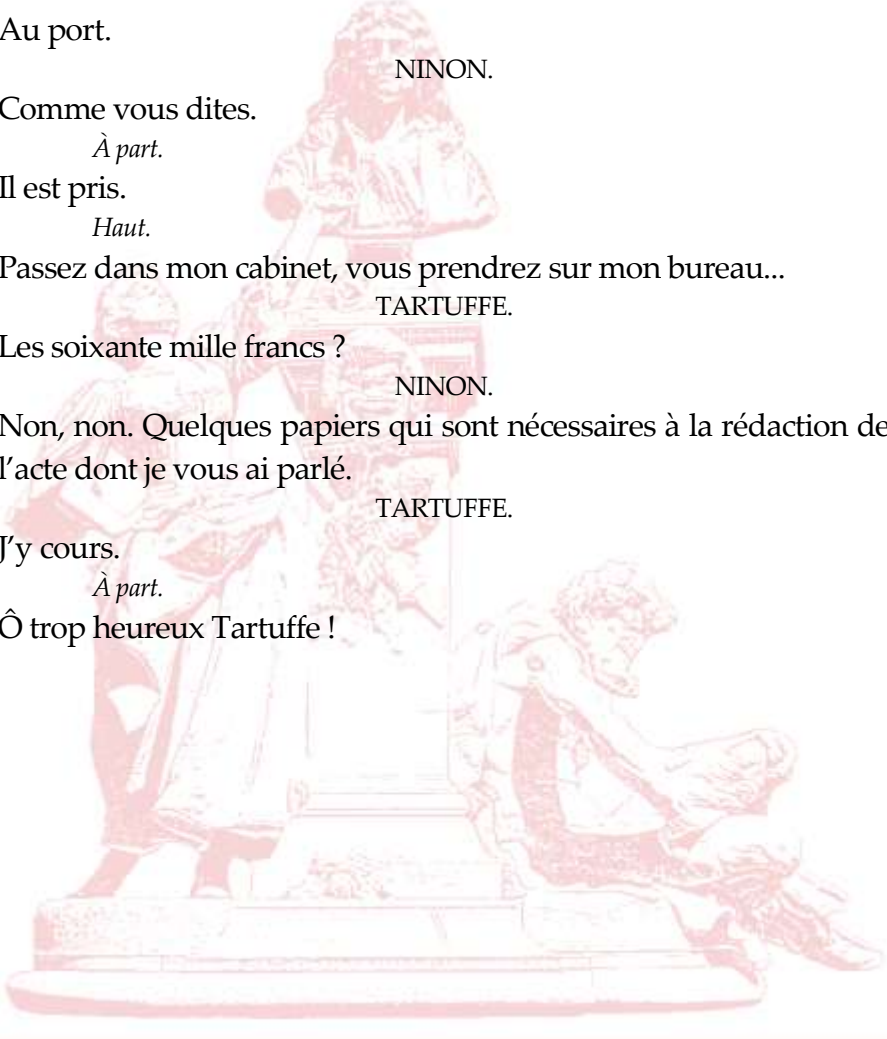 Au port.
NINON.
Comme vous dites.
À part.
Il est pris.
Haut.
Passez dans mon cabinet, vous prendrez sur mon bureau...
TARTUFFE.
Les soixante mille francs ?
NINON.
Non, non. Quelques papiers qui sont nécessaires à la rédaction de
l’acte dont je vous ai parlé.
TARTUFFE.
J’y cours.
À part.
Ô trop heureux Tartuffe !